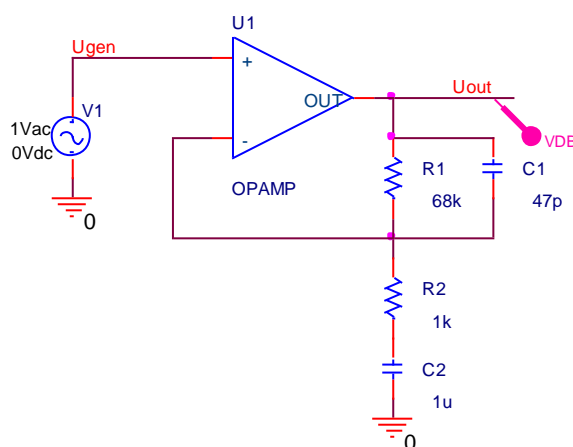 U1
Ugen
+
OUT
Uout
V1
1Vac
0Vdc
-
VDB
R1
C1
OPAMP
68k
47p
0
R2
1k
C2
1u
0